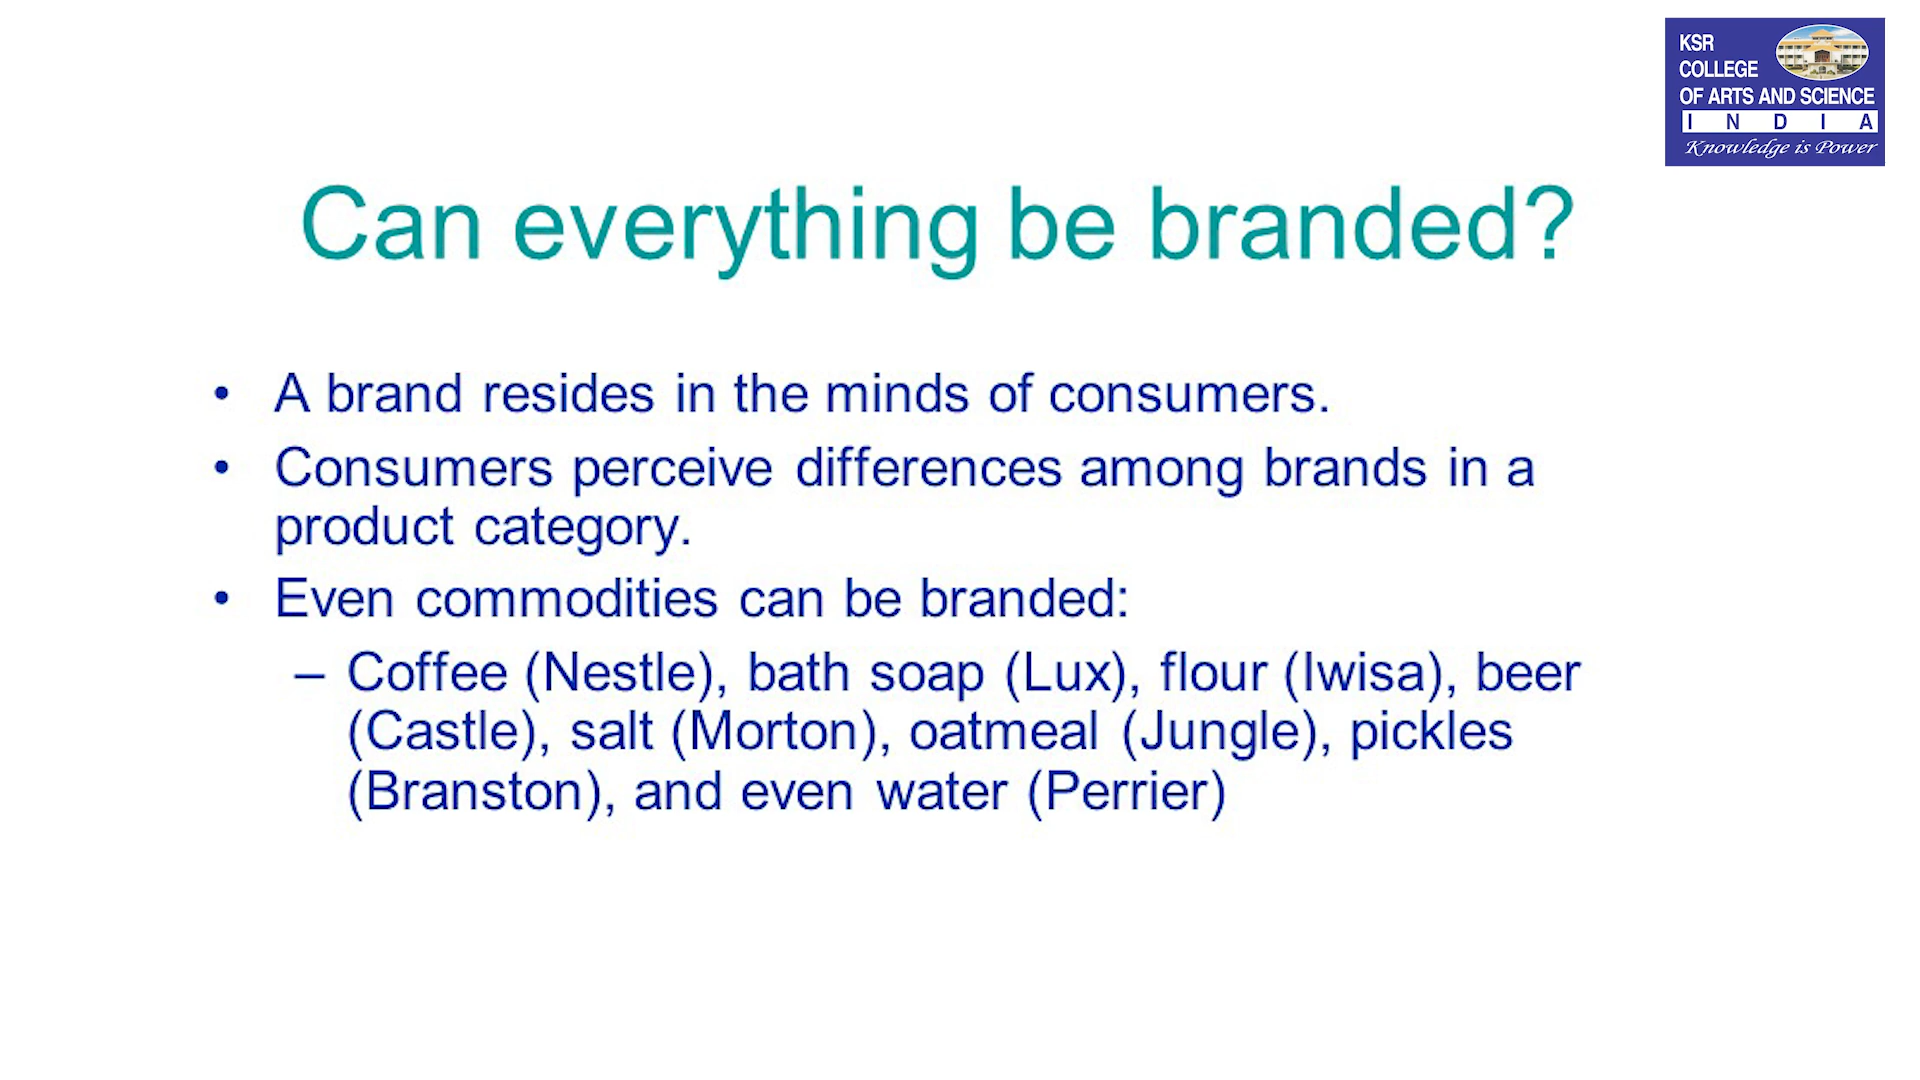 KSR
COLLEGE
OF ARTS AND SCIENCE
I N D I A
Knowledge is Power
Can everything be branded?
• A brand resides in the minds of consumers.
• Consumers perceive differences among brands in a
product category.
• Even commodities can be branded:
– Coffee (Nestle), bath soap (Lux), flour (Iwisa), beer
(Castle), salt (Morton), oatmeal (Jungle), pickles
(Branston), and even water (Perrier)